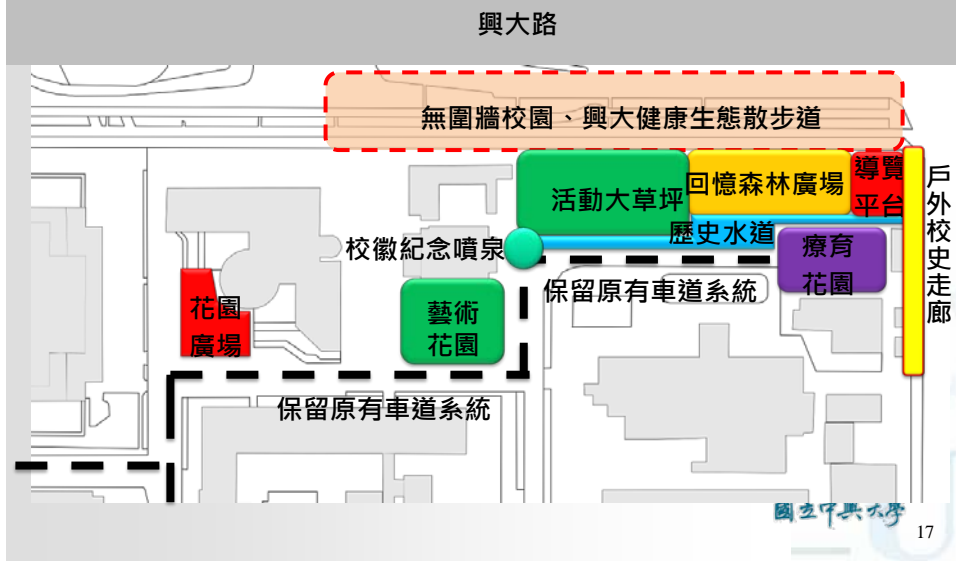 興大路
無圍牆校園、興大健康生態散步道
活動大草坪
回憶森林廣場
導覽
平台
戶外校史走廊
歷史水道
校徽紀念噴泉
療育
花園
保留原有車道系統
花園
廣場
藝術
花園
保留原有車道系統
國立中興大學
17